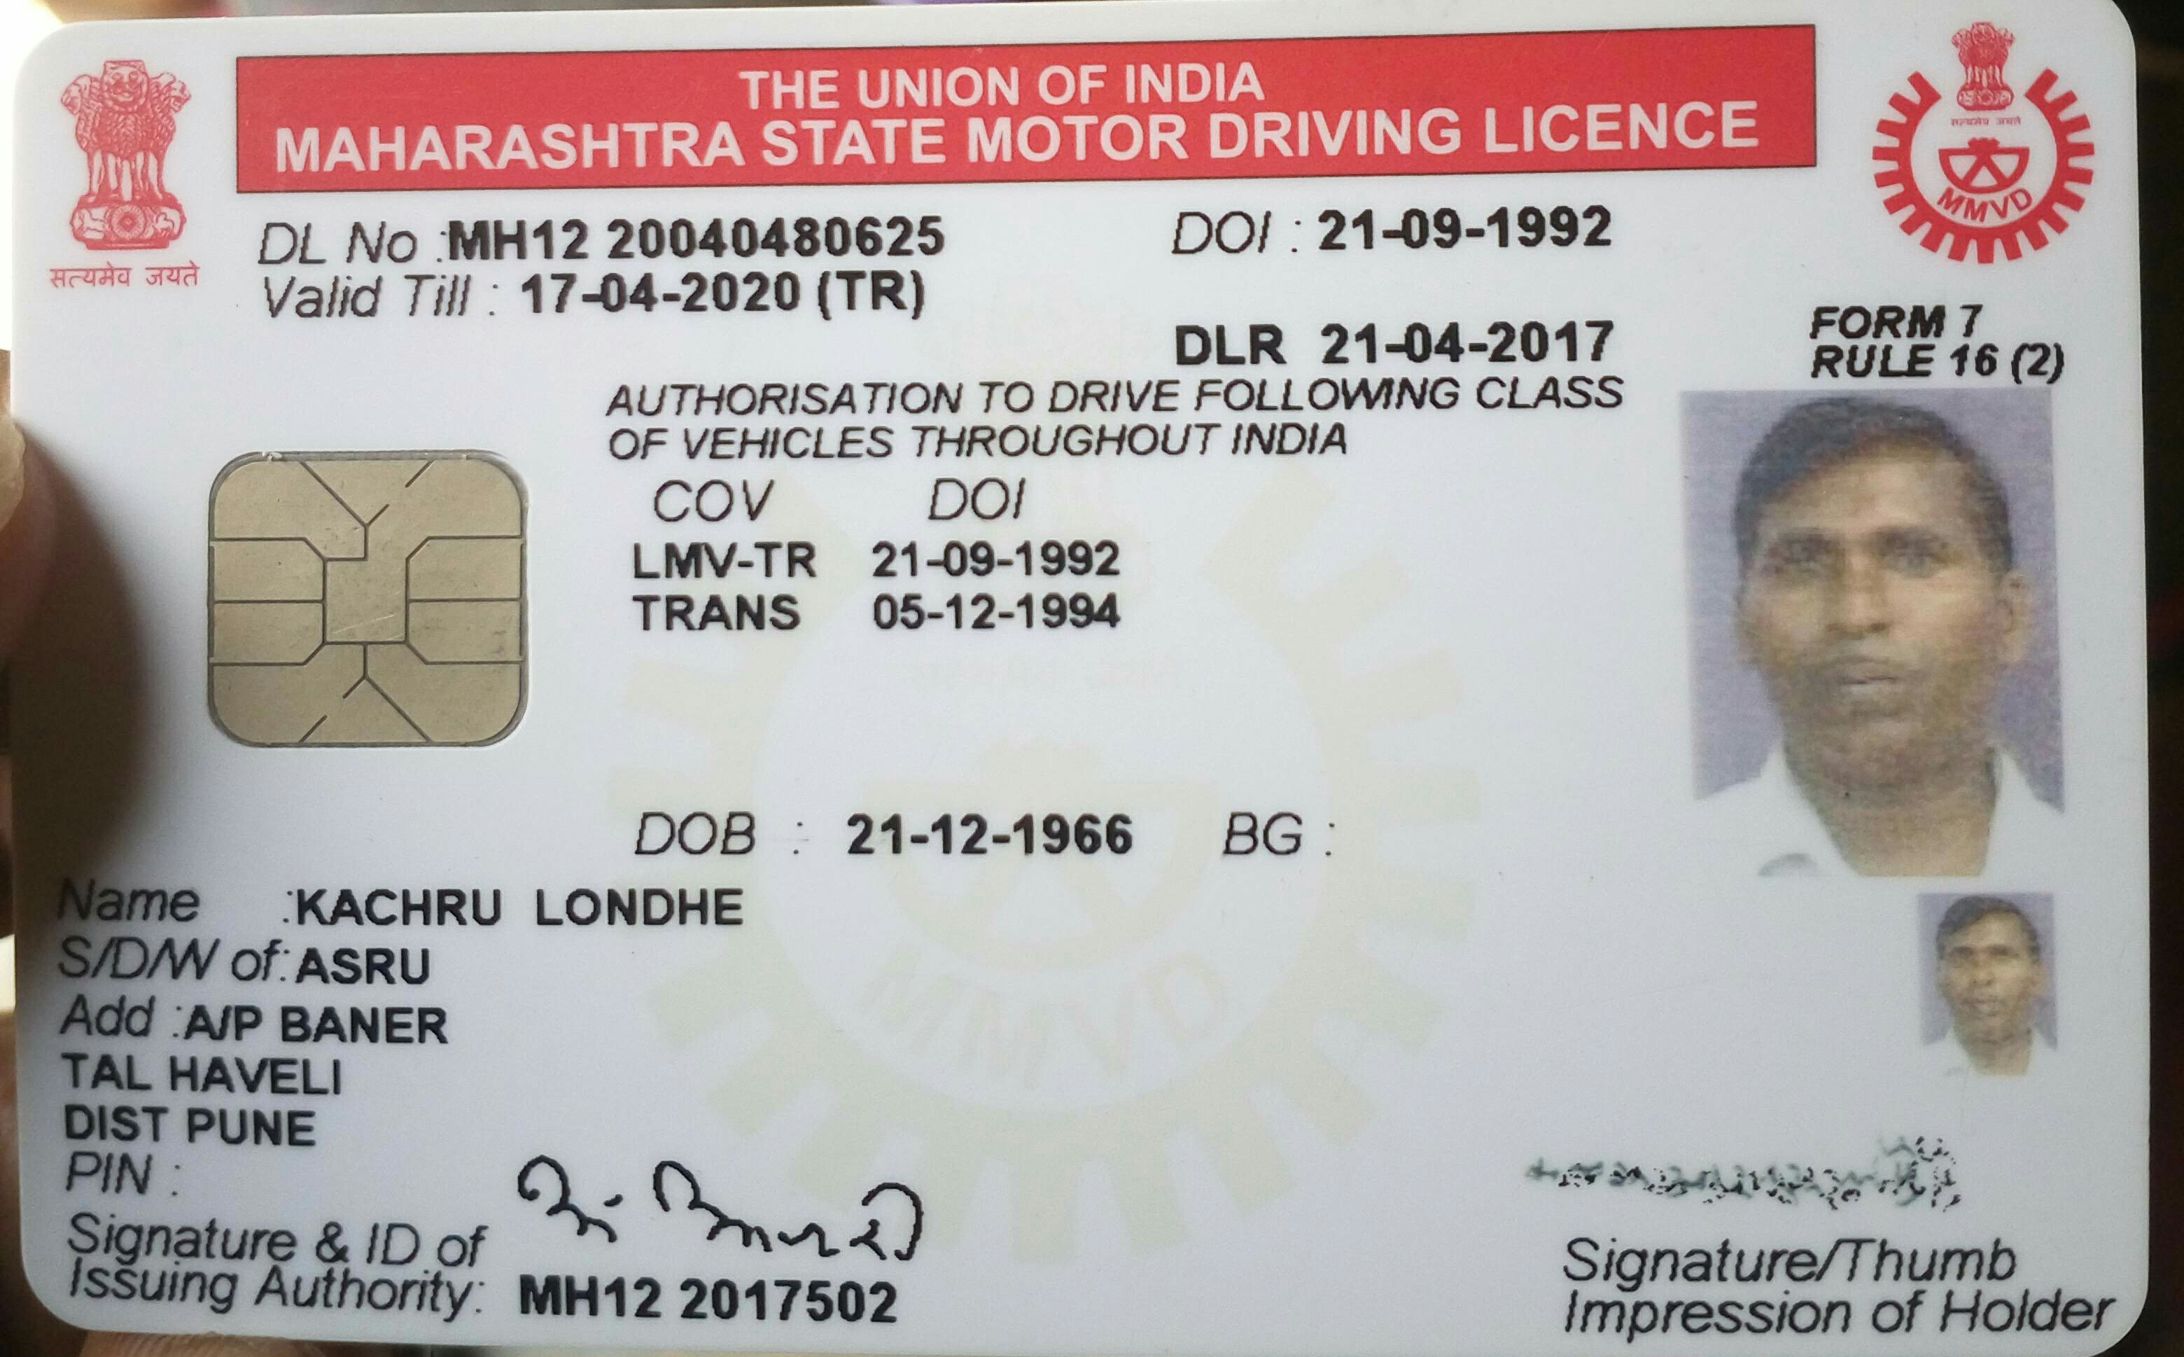 THE UNION OF INDIA
MAHARASHTRA STATE MOTOR DRIVING LICENCE
सत्यमेव जयते
सत्यमेव जयते
MMVD
DL No :MH12 20040480625 DOI : 21-09-1992
Valid Till : 17-04-2020 (TR)
DLR 21-04-2017
FORM 7
RULE 16 (2)
AUTHORISATION TO DRIVE FOLLOWING CLASS
OF VEHICLES THROUGHOUT INDIA
COV DOI
LMV-TR 21-09-1992
TRANS 05-12-1994
DOB : 21-12-1966 BG :
MMVD
Name :KACHRU LONDHE
S/D/W of:ASRU
Add :A/P BANER
TAL HAVELI
DIST PUNE
PIN :
Signature & ID of
Issuing Authority: MH12 2017502
Signature/Thumb
Impression of Holder